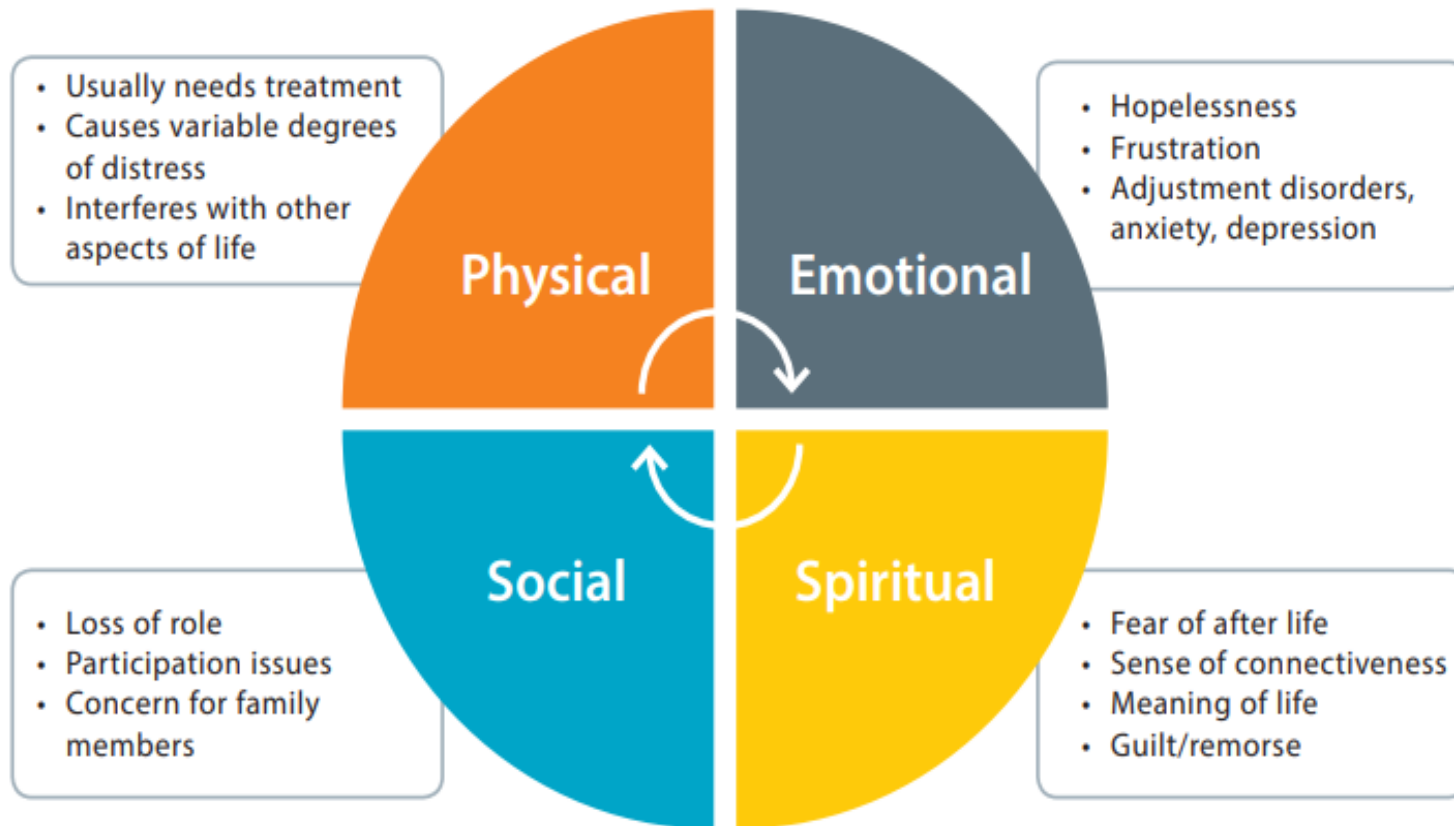 • Usually needs treatment
• Causes variable degrees
of distress
• Interferes with other
aspects of life
Physical
Emotional
• Hopelessness
• Frustration
• Adjustment disorders,
anxiety, depression
Social
Spiritual
• Loss of role
• Participation issues
• Concern for family
members
• Fear of after life
• Sense of connectiveness
• Meaning of life
• Guilt/remorse